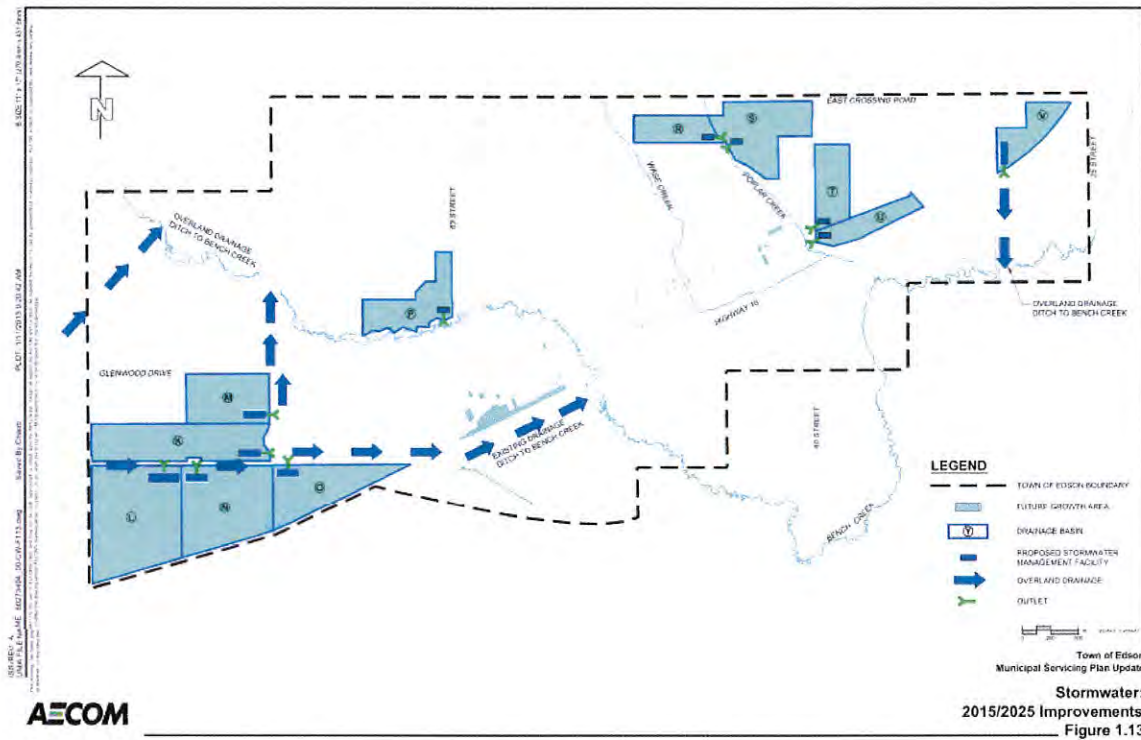 N
EAST CROSSING ROAD
R
S
V
25 STREET
WASE CREEK
POPLAR CREEK
T
U
63 STREET
OVERLAND DRAINAGE
DITCH TO BENCH CREEK
P
HIGHWAY 16
OVERLAND DRAINAGE
DITCH TO BENCH CREEK
GLENWOOD DRIVE
M
K
EXISTING DRAINAGE
DITCH TO BENCH CREEK
L
N
O
40 STREET
BENCH CREEK
LEGEND
TOWN OF EDSON BOUNDARY
FUTURE GROWTH AREA
Y
DRAINAGE BASIN
PROPOSED STORMWATER
MANAGEMENT FACILITY
OVERLAND DRAINAGE
OUTLET
Town of Edson
Municipal Servicing Plan Update
Stormwater:
2015/2025 Improvements
Figure 1.13
AECOM